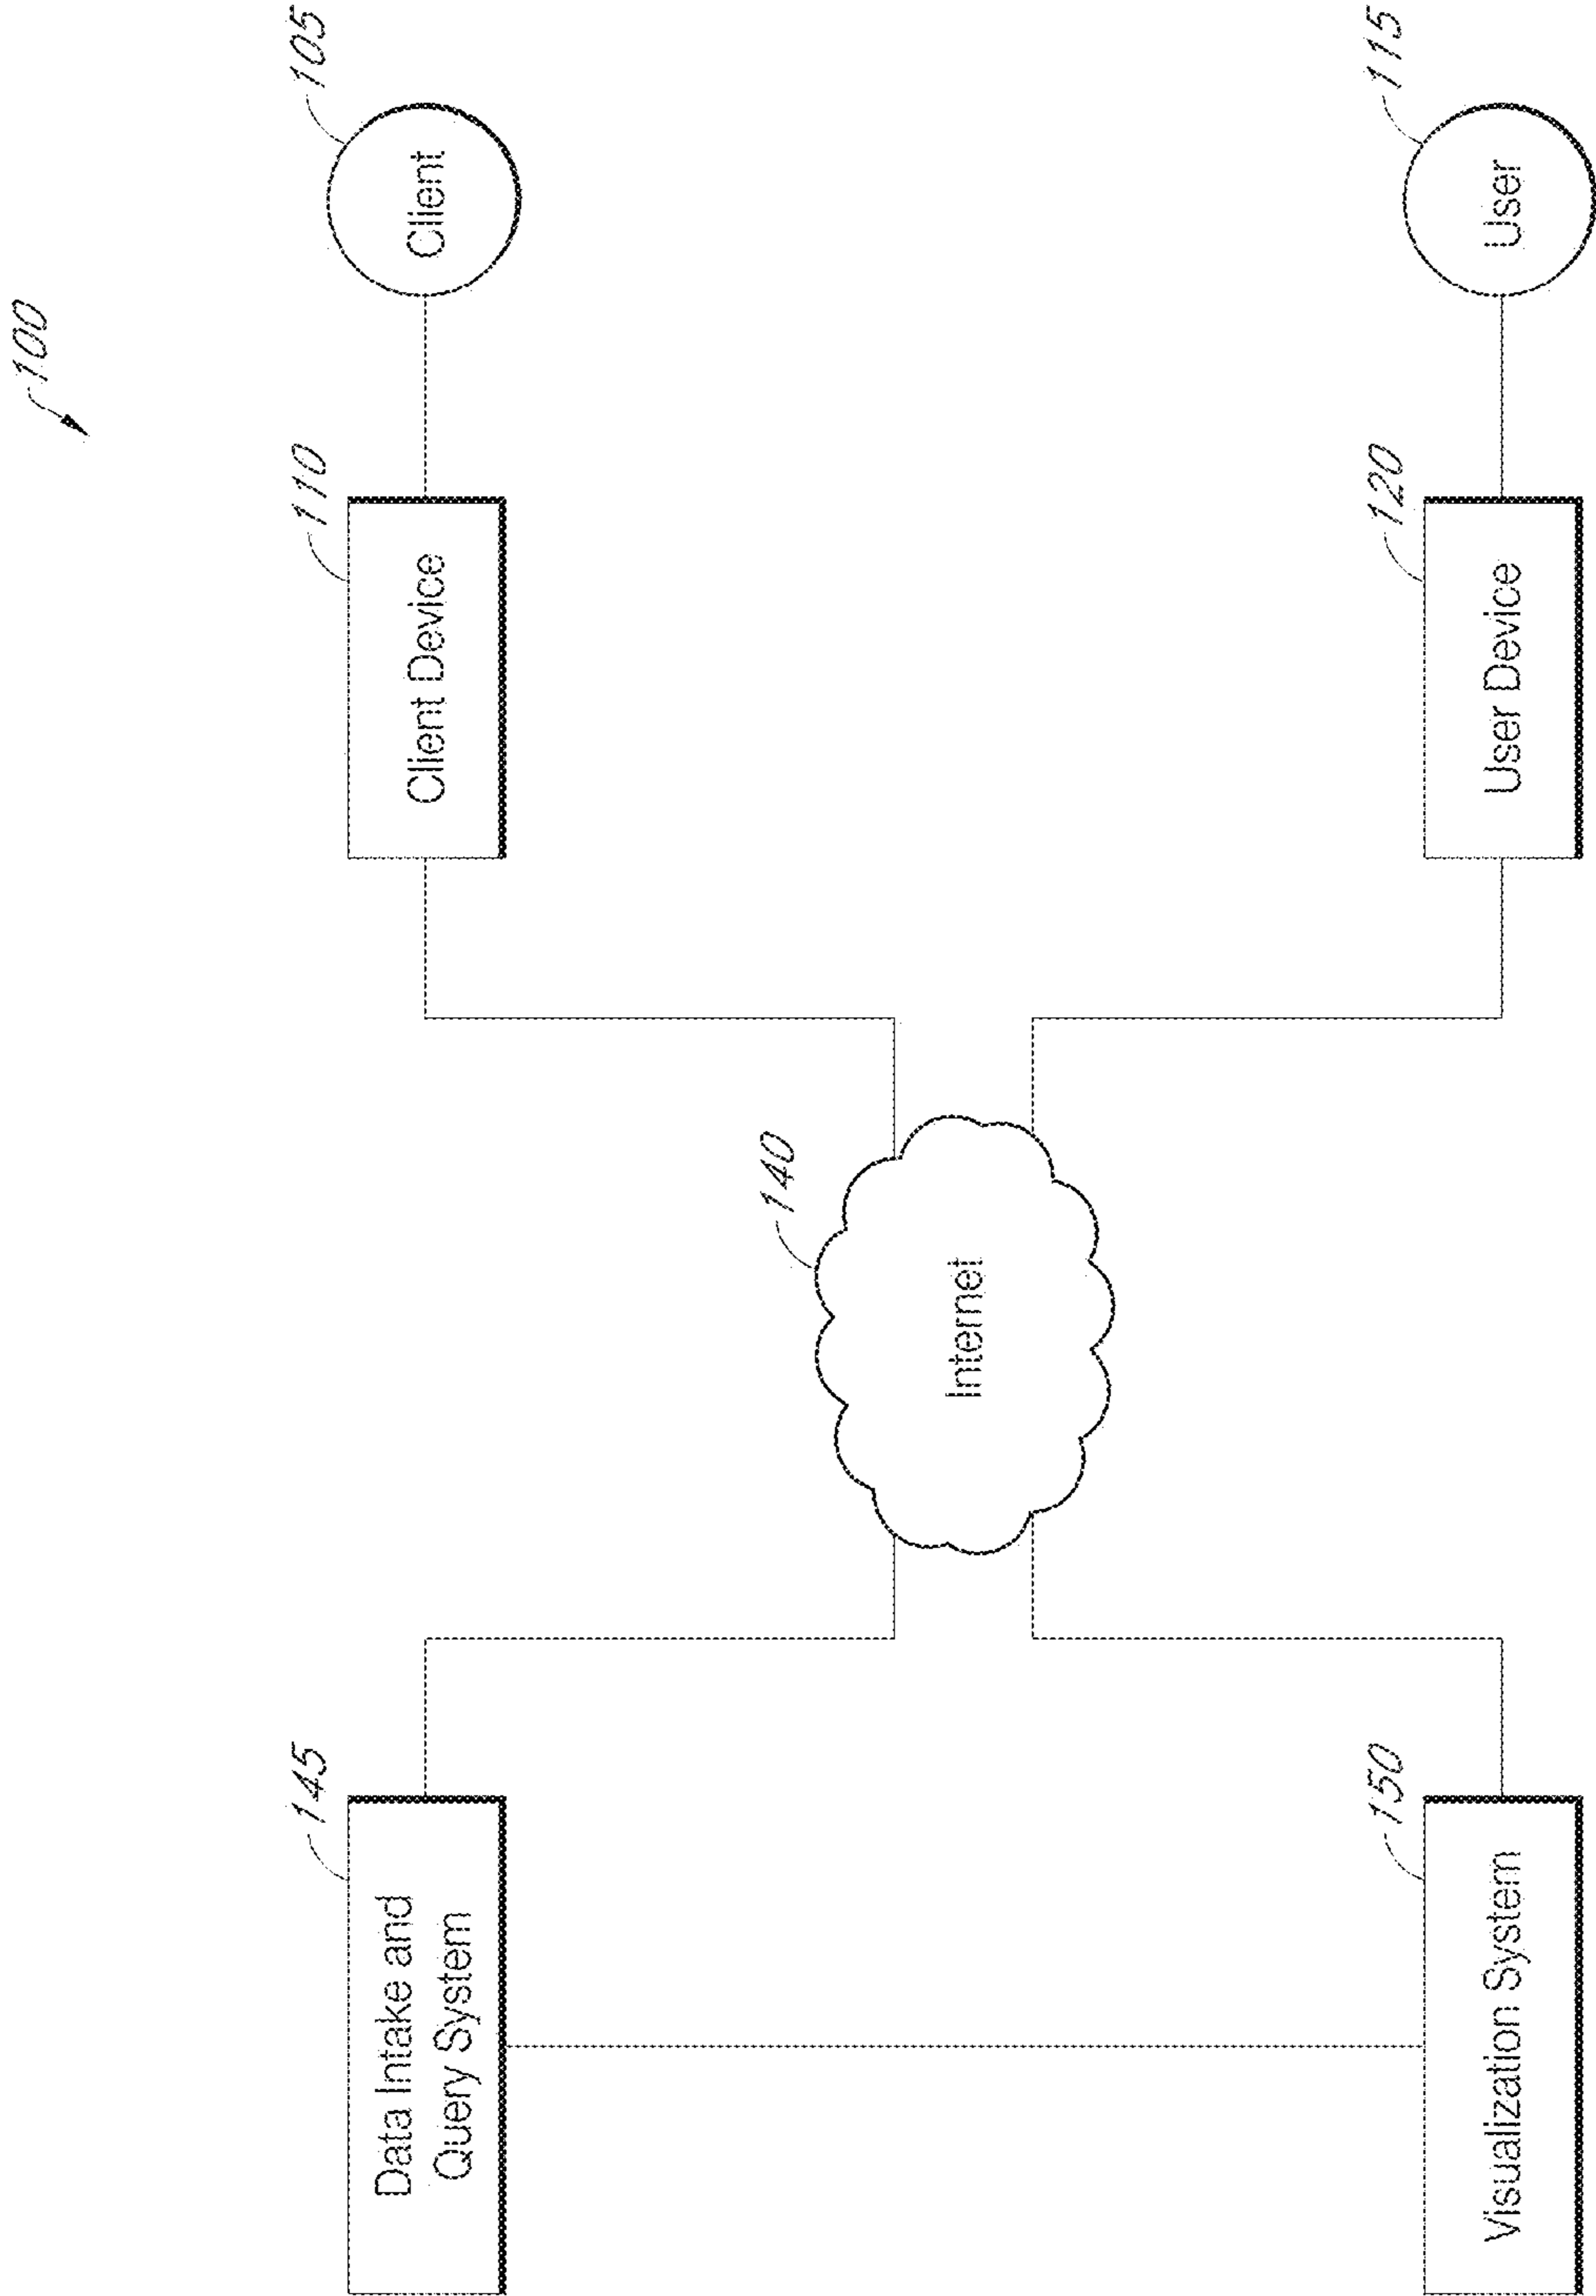 100
145
Data Intake and
Query System
140
Internet
110
Client Device
105
Client
150
Visualization System
120
User Device
115
User